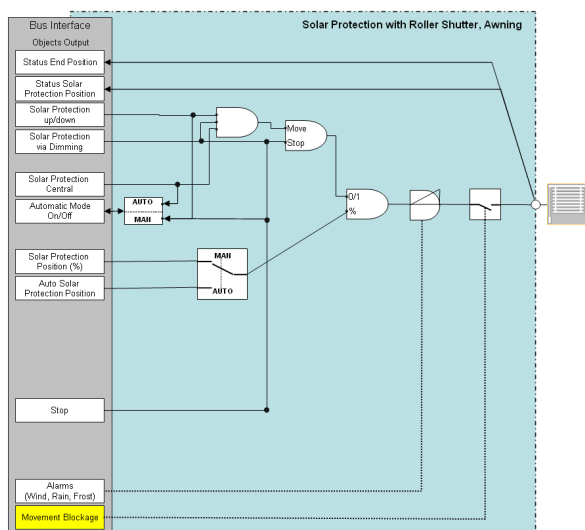 Solar Protection with Roller Shutter, Awning
Bus Interface
Objects Output
Status End Position
Status Solar
Protection Position
Solar Protection
up/down
Solar Protection
via Dimming
Move
Stop
Solar Protection
Central
Automatic Mode
On/Off
AUTO
MAN
0/1
%
Solar Protection
Position (%)
Auto Solar
Protection Position
MAN
AUTO
Stop
Alarms
(Wind, Rain, Frost)
Movement Blockage